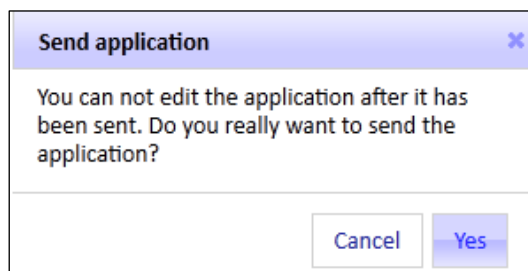 Send application
You can not edit the application after it has
been sent. Do you really want to send the
application?
Cancel Yes